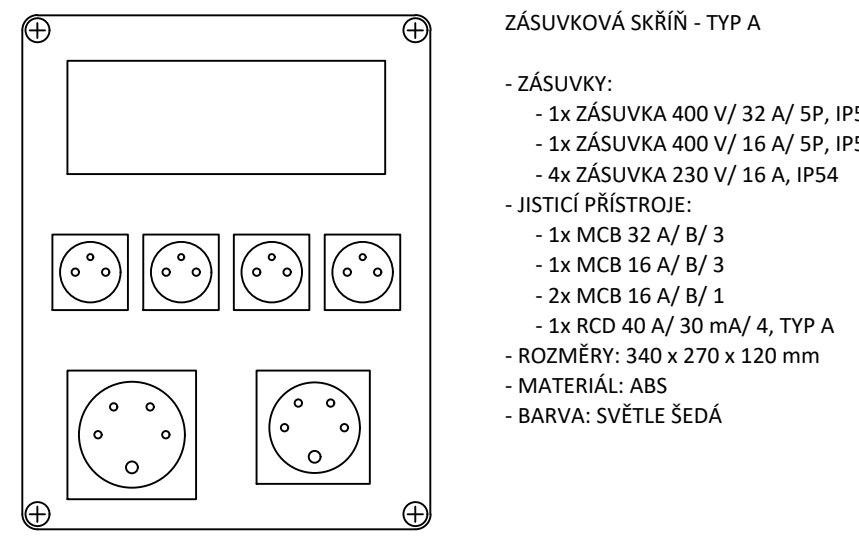 ZÁSUVKOVÁ SKŘÍŇ - TYP A
- ZÁSUVKY:
- 1x ZÁSUVKA 400 V/ 32 A/ 5P,
- 1x ZÁSUVKA 400 V/ 16 A/ 5P,
- 4x ZÁSUVKA 230 V/ 16 A, IP54
- JISTICÍ PŘÍSTROJE:
- 1x MCB 32 A/ B/ 3
- 1x MCB 16 A/ B/ 3
- 2x MCB 16 A/ B/ 1
- 1x RCD 40 A/ 30 mA/ 4, TYP A
- ROZMĚRY: 340 x 270 x 120 mm
- MATERIÁL: ABS
- BARVA: SVĚTLE ŠEDÁ